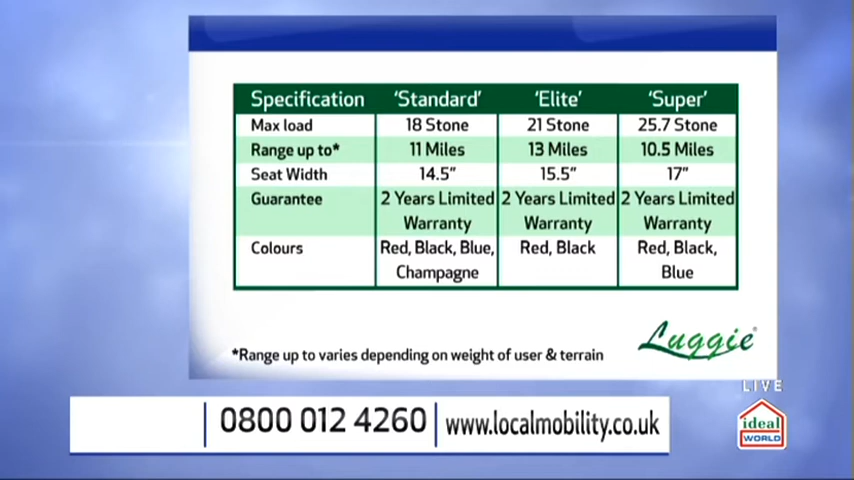 Specification 'Standard' 'Elite' 'Super'
Max load 18 Stone 21 Stone 25.7 Stone
Range up to* 11 Miles 13 Miles 10.5 Miles
Seat Width 14.5" 15.5" 17"
Guarantee 2 Years Limited 2 Years Limited 2 Years Limited
Warranty Warranty Warranty
Colours Red, Black, Blue, Red, Black Red, Black,
Champagne Blue
Luggie®
*Range up to varies depending on weight of user & terrain
LIVE
0800 012 4260 www.localmobility.co.uk
ideal
WORLD